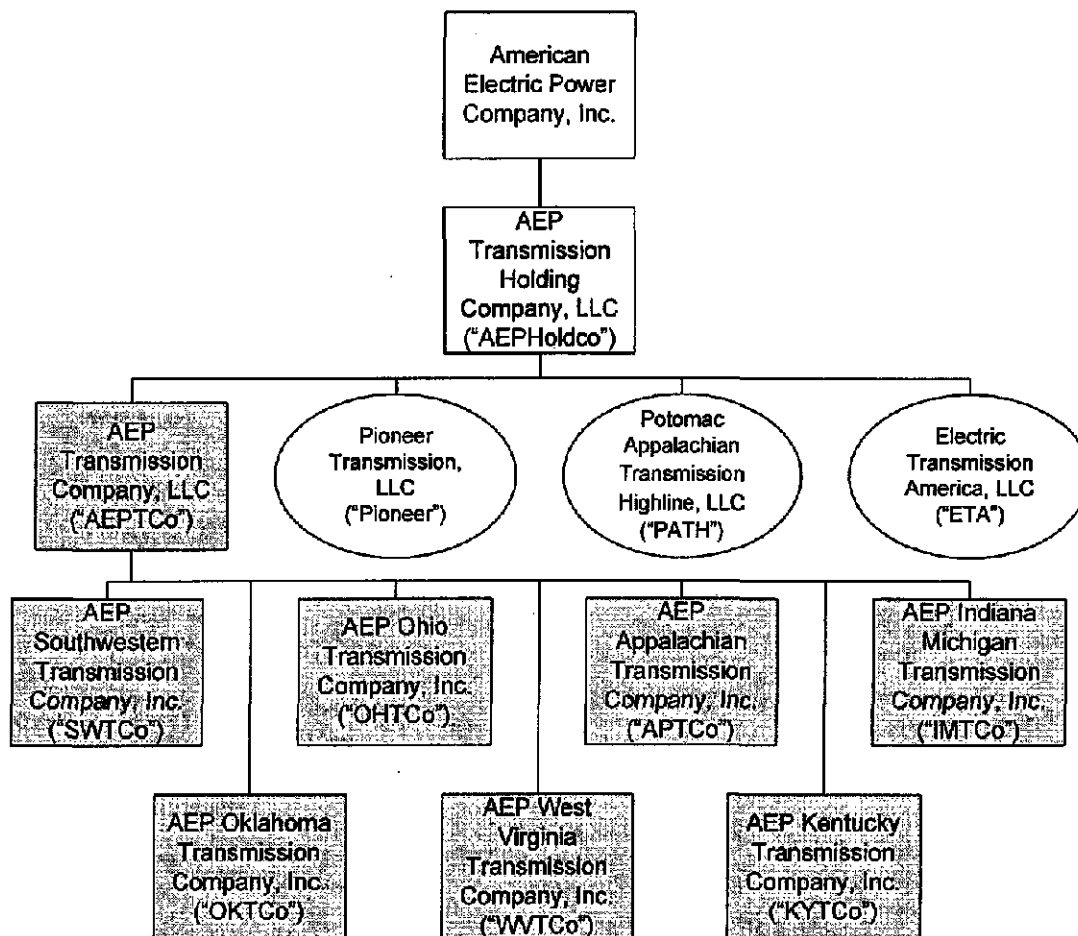 American
Electric Power
Company, Inc.
AEP
Transmission
Holding
Company, LLC
("AEPHoldco")
AEP
Transmission
Company, LLC
("AEPTCo")
Pioneer
Transmission,
LLC
("Pioneer")
Potomac
Appalachian
Transmission
Highline, LLC
("PATH")
Electric
Transmission
America, LLC
("ETA")
AEP
Southwestern
Transmission
Company, Inc.
("SWTCo")
AEP Ohio
Transmission
Company, Inc.
("OHTCo")
AEP
Appalachian
Transmission
Company, Inc.
("APTCo")
AEP Indiana
Michigan
Transmission
Company, Inc.
("IMTCo")
AEP Oklahoma
Transmission
Company, Inc.
("OKTCo")
AEP West
Virginia
Transmission
Company, Inc.
("WVTCo")
AEP Kentucky
Transmission
Company, Inc.
("KYTCo")